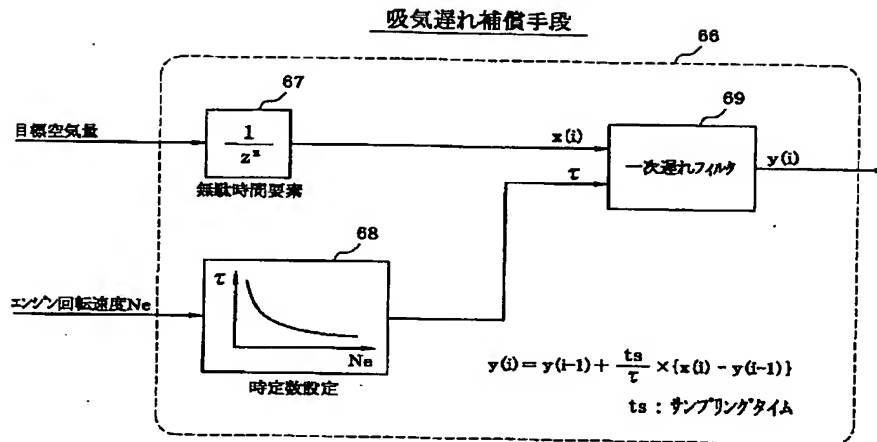 吸気遅れ補償手段
66
67
69
目標空気量
1
z
x(i)
τ
一次遅れフィルタ
y(i)
無駄時間要素
68
エンジン回転速度Ne
τ
Ne
時定数設定
y(i) = y(i-1) + ts/τ × {x(i) - y(i-1)}
ts : サンプリングタイム